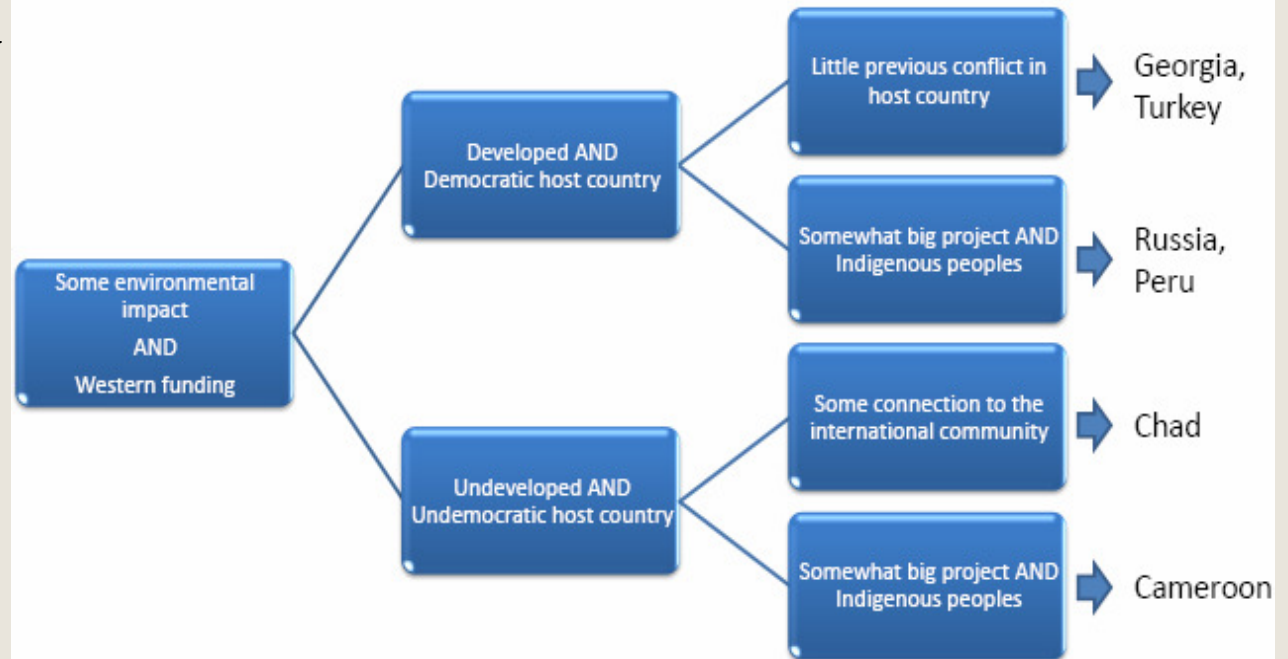 Little previous conflict in
host country
Georgia,
Turkey
Developed AND
Democratic host country
Somewhat big project AND
Indigenous peoples
Russia,
Peru
Some environmental
impact
AND
Western funding
Some connection to the
international community
Chad
Undeveloped AND
Undemocratic host country
Somewhat big project AND
Indigenous peoples
Cameroon